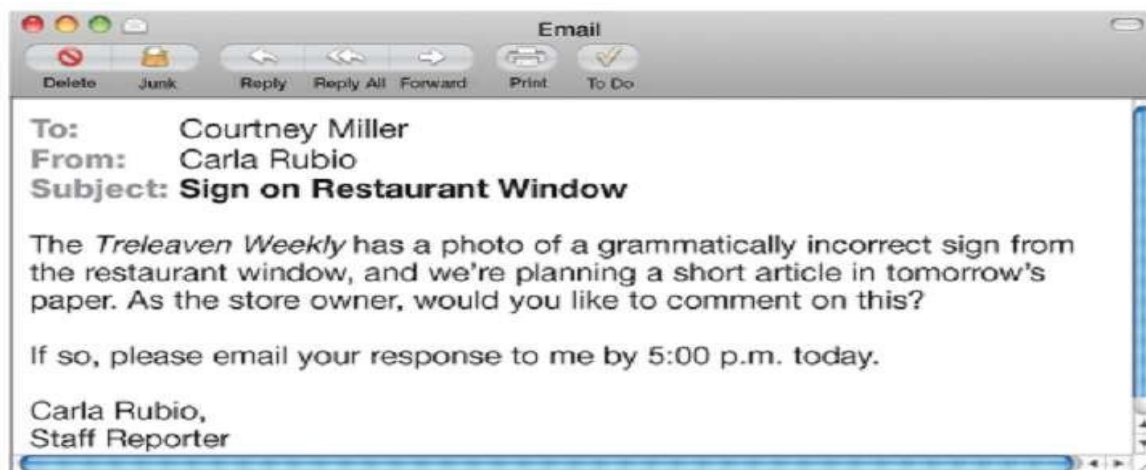 Email
Delete Junk Reply Reply All Forward Print To Do
To: Courtney Miller
From: Carla Rubio
Subject: Sign on Restaurant Window
The Treleaven Weekly has a photo of a grammatically incorrect sign from
the restaurant window, and we're planning a short article in tomorrow's
paper. As the store owner, would you like to comment on this?
If so, please email your response to me by 5:00 p.m. today.
Carla Rubio,
Staff Reporter